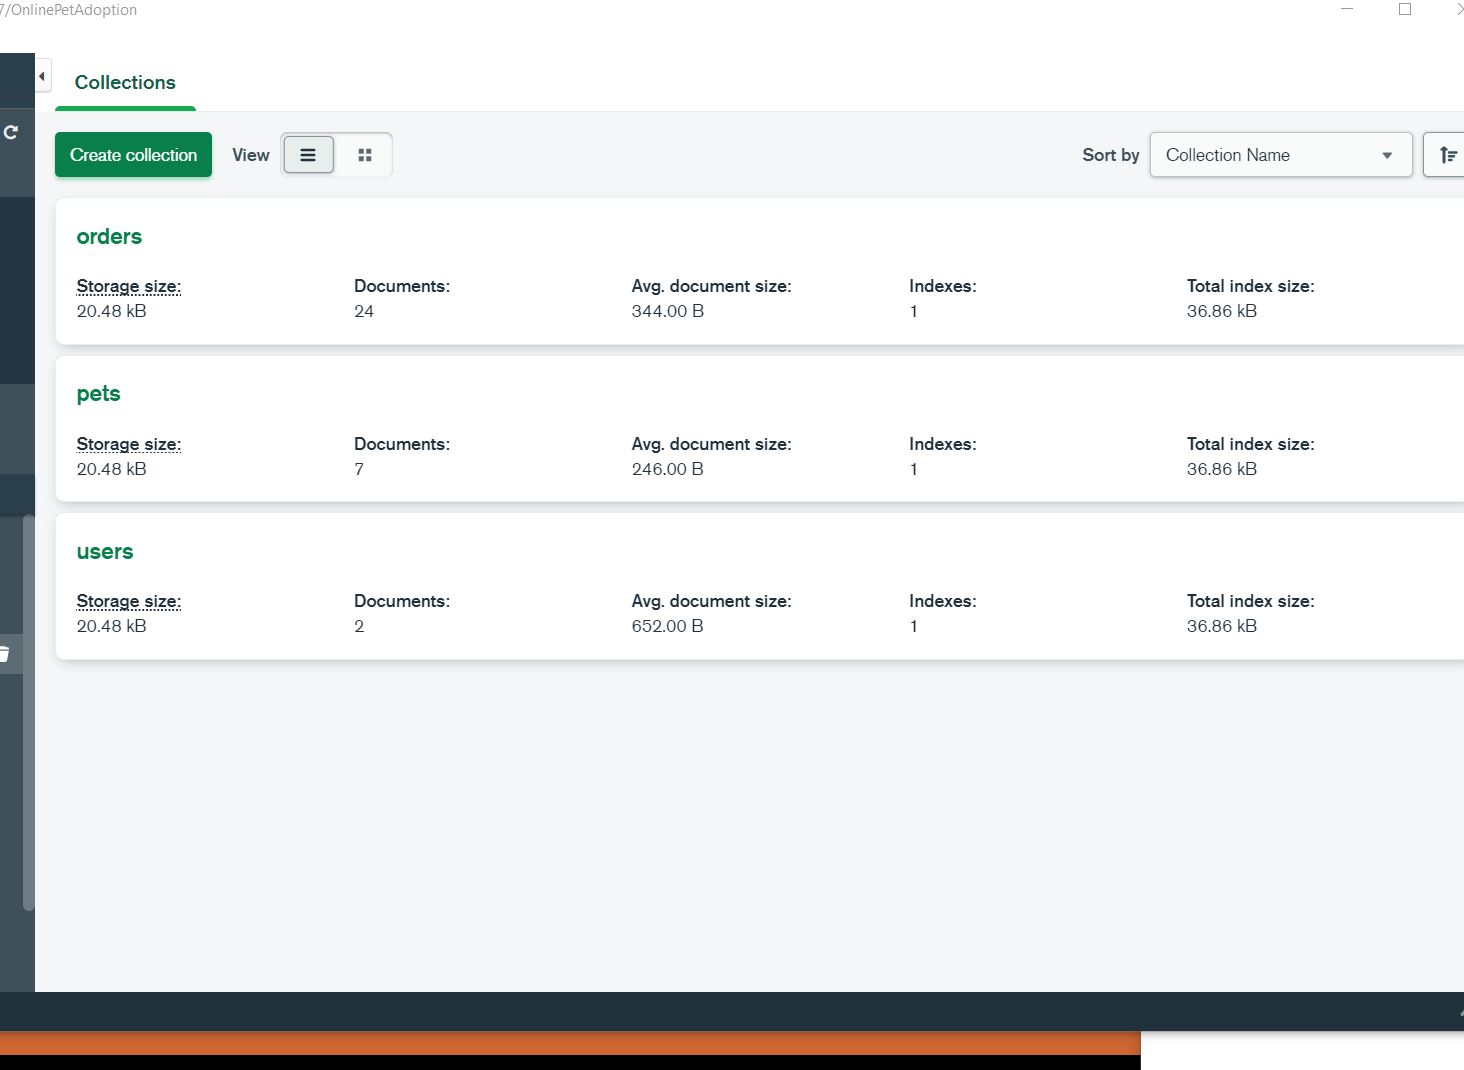 7/OnlinePetAdoption
Collections
Create collection View Sort by Collection Name
orders
Storage size: Documents: Avg. document size: Indexes: Total index size:
20.48 kB 24 344.00 B 1 36.86 kB
pets
Storage size: Documents: Avg. document size: Indexes: Total index size:
20.48 kB 7 246.00 B 1 36.86 kB
users
Storage size: Documents: Avg. document size: Indexes: Total index size:
20.48 kB 2 652.00 B 1 36.86 kB